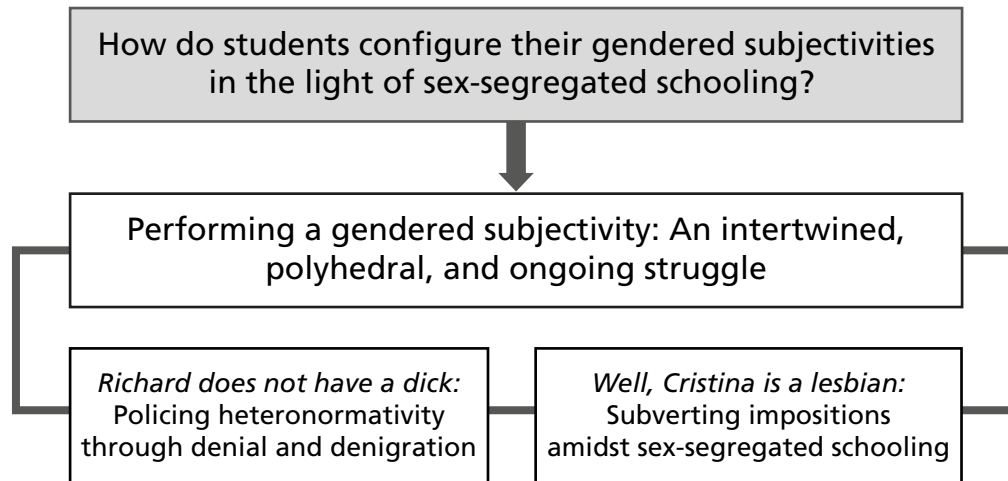 How do students configure their gendered subjectivities
in the light of sex-segregated schooling?
Performing a gendered subjectivity: An intertwined,
polyhedral, and ongoing struggle
Richard does not have a dick:
Policing heteronormativity
through denial and denigration
Well, Cristina is a lesbian:
Subverting impositions
amidst sex-segregated schooling